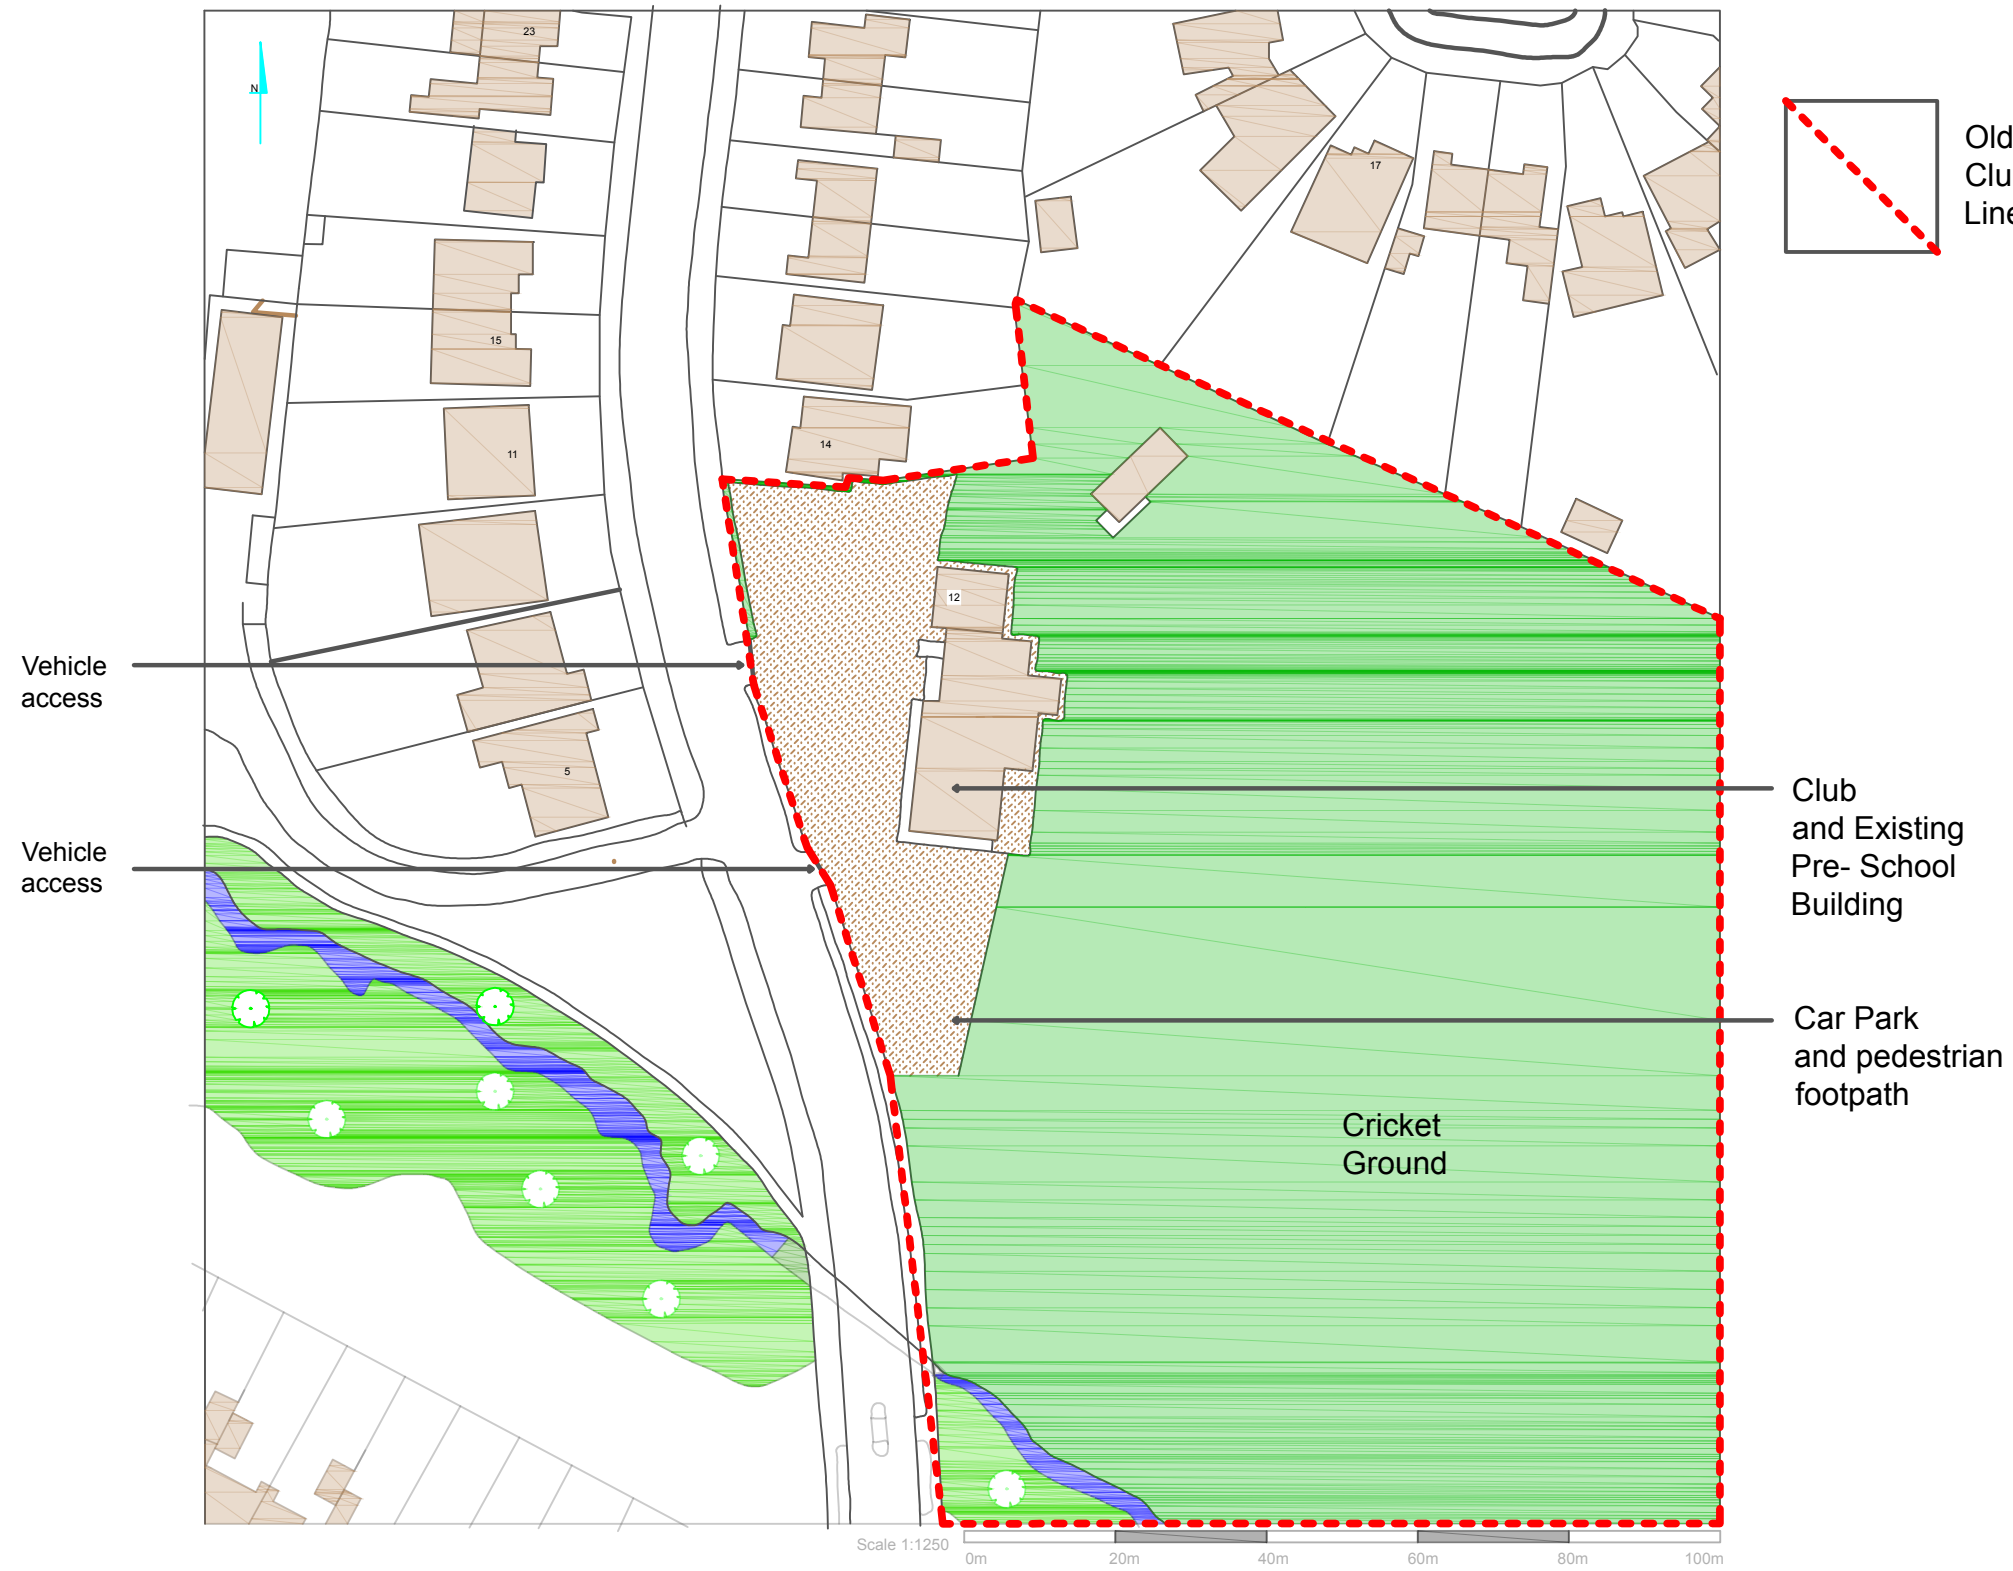 23
N
17
15
14
11
12
5
Old
Clu
Line
Vehicle
access
Vehicle
access
Club
and Existing
Pre- School
Building
Car Park
and pedestrian
footpath
Cricket
Ground
Scale 1:1250
0m 20m 40m 60m 80m 100m